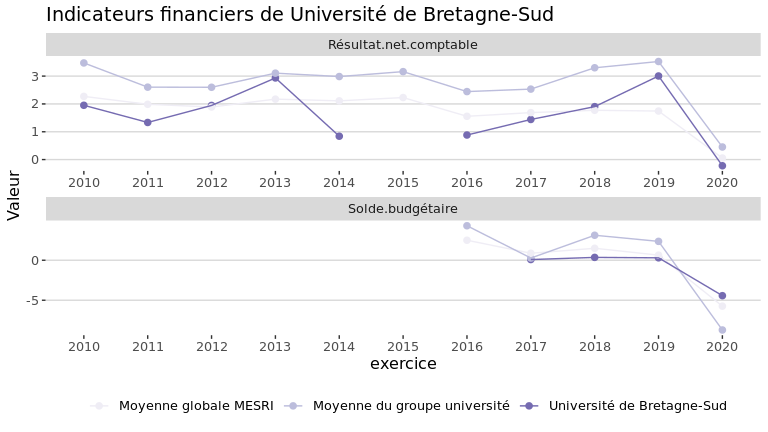 Indicateurs financiers de Université de Bretagne-Sud
Résultat.net.comptable
3
2
1
0
2010 2011 2012 2013 2014 2015 2016 2017 2018 2019 2020
Valeur
Solde.budgétaire
0
-5
2010 2011 2012 2013 2014 2015 2016 2017 2018 2019 2020
exercice
Moyenne globale MESRI Moyenne du groupe université Université de Bretagne-Sud